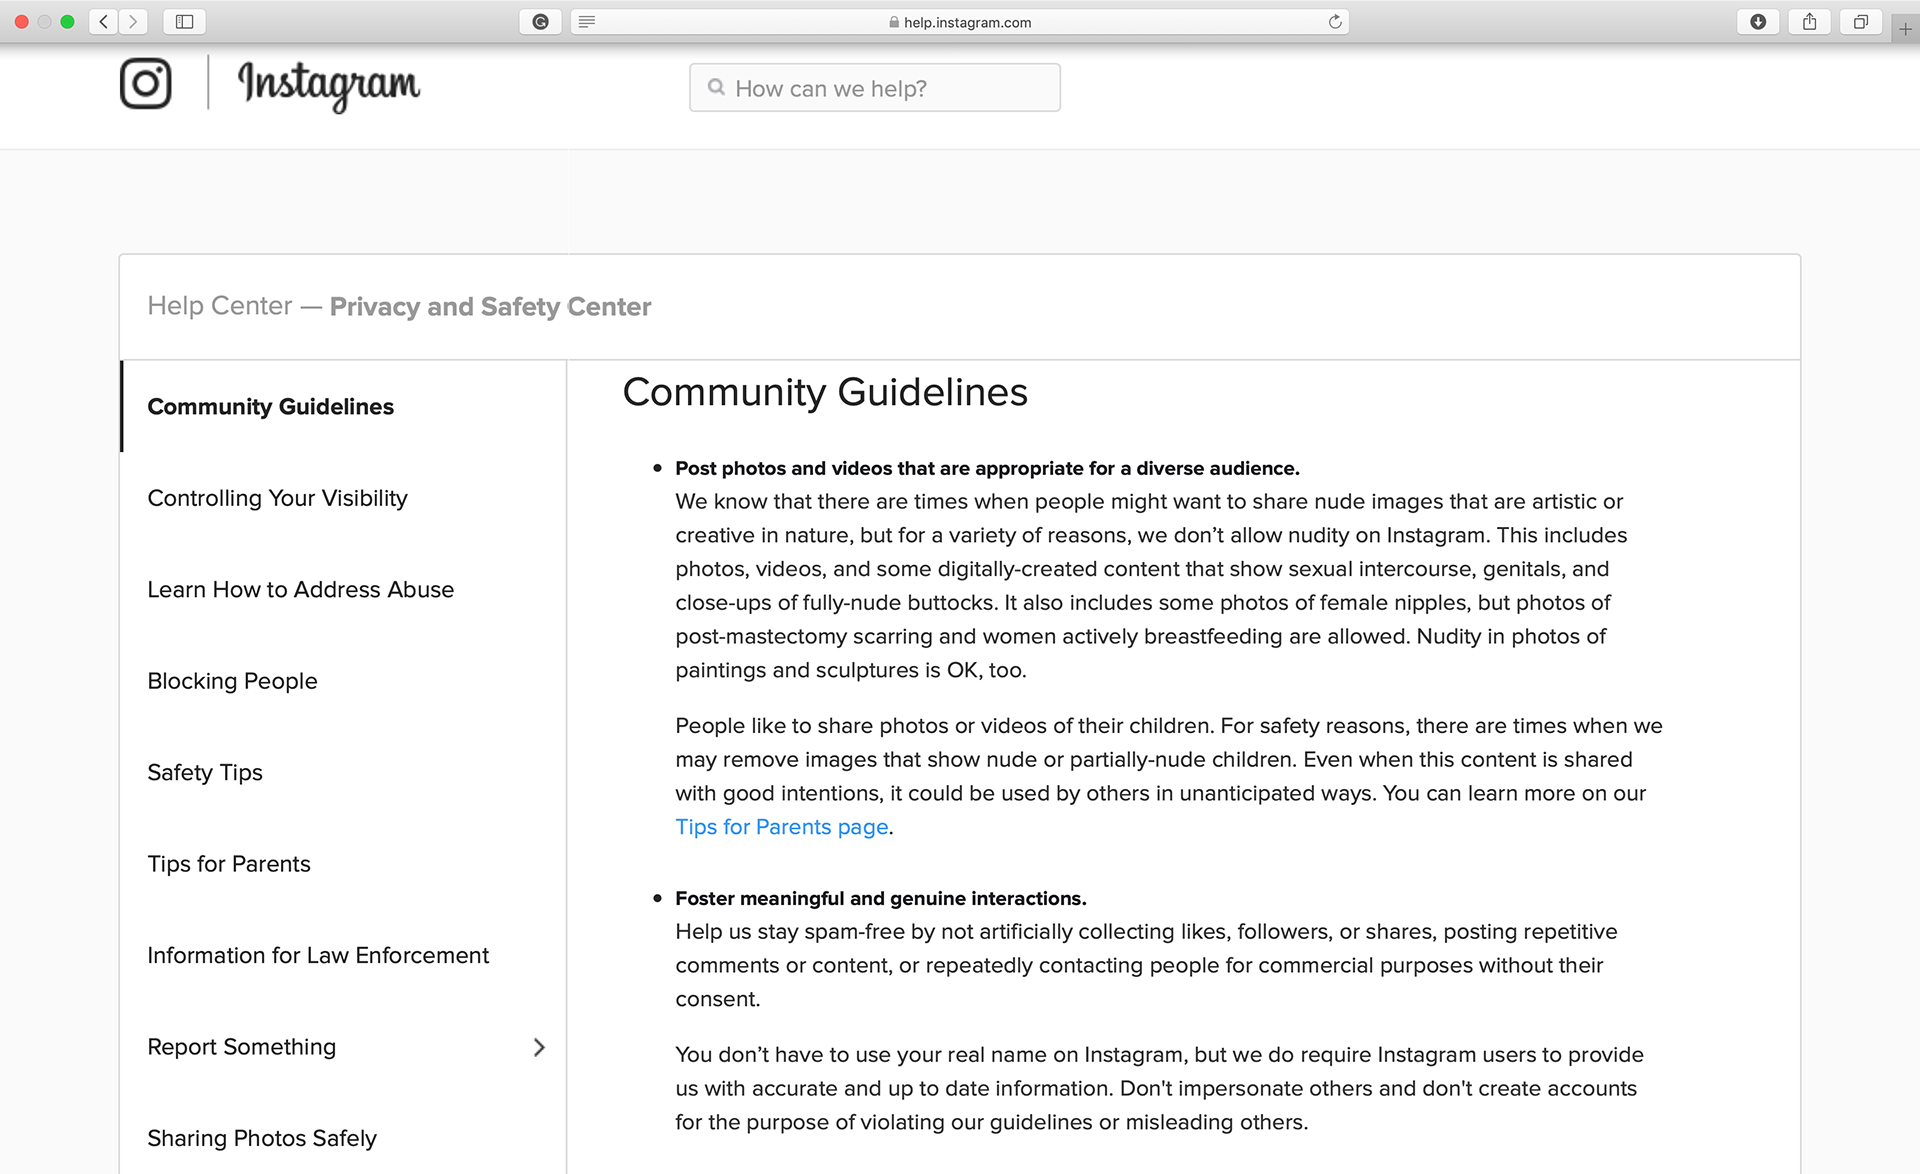 help.instagram.com
Instagram
How can we help?
Help Center — Privacy and Safety Center
Community Guidelines
Controlling Your Visibility
Learn How to Address Abuse
Blocking People
Safety Tips
Tips for Parents
Information for Law Enforcement
Report Something
Sharing Photos Safely
Community Guidelines
• Post photos and videos that are appropriate for a diverse audience.
We know that there are times when people might want to share nude images that are artistic or
creative in nature, but for a variety of reasons, we don’t allow nudity on Instagram. This includes
photos, videos, and some digitally-created content that show sexual intercourse, genitals, and
close-ups of fully-nude buttocks. It also includes some photos of female nipples, but photos of
post-mastectomy scarring and women actively breastfeeding are allowed. Nudity in photos of
paintings and sculptures is OK, too.
People like to share photos or videos of their children. For safety reasons, there are times when we
may remove images that show nude or partially-nude children. Even when this content is shared
with good intentions, it could be used by others in unanticipated ways. You can learn more on our
Tips for Parents page.
• Foster meaningful and genuine interactions.
Help us stay spam-free by not artificially collecting likes, followers, or shares, posting repetitive
comments or content, or repeatedly contacting people for commercial purposes without their
consent.
You don’t have to use your real name on Instagram, but we do require Instagram users to provide
us with accurate and up to date information. Don't impersonate others and don't create accounts
for the purpose of violating our guidelines or misleading others.